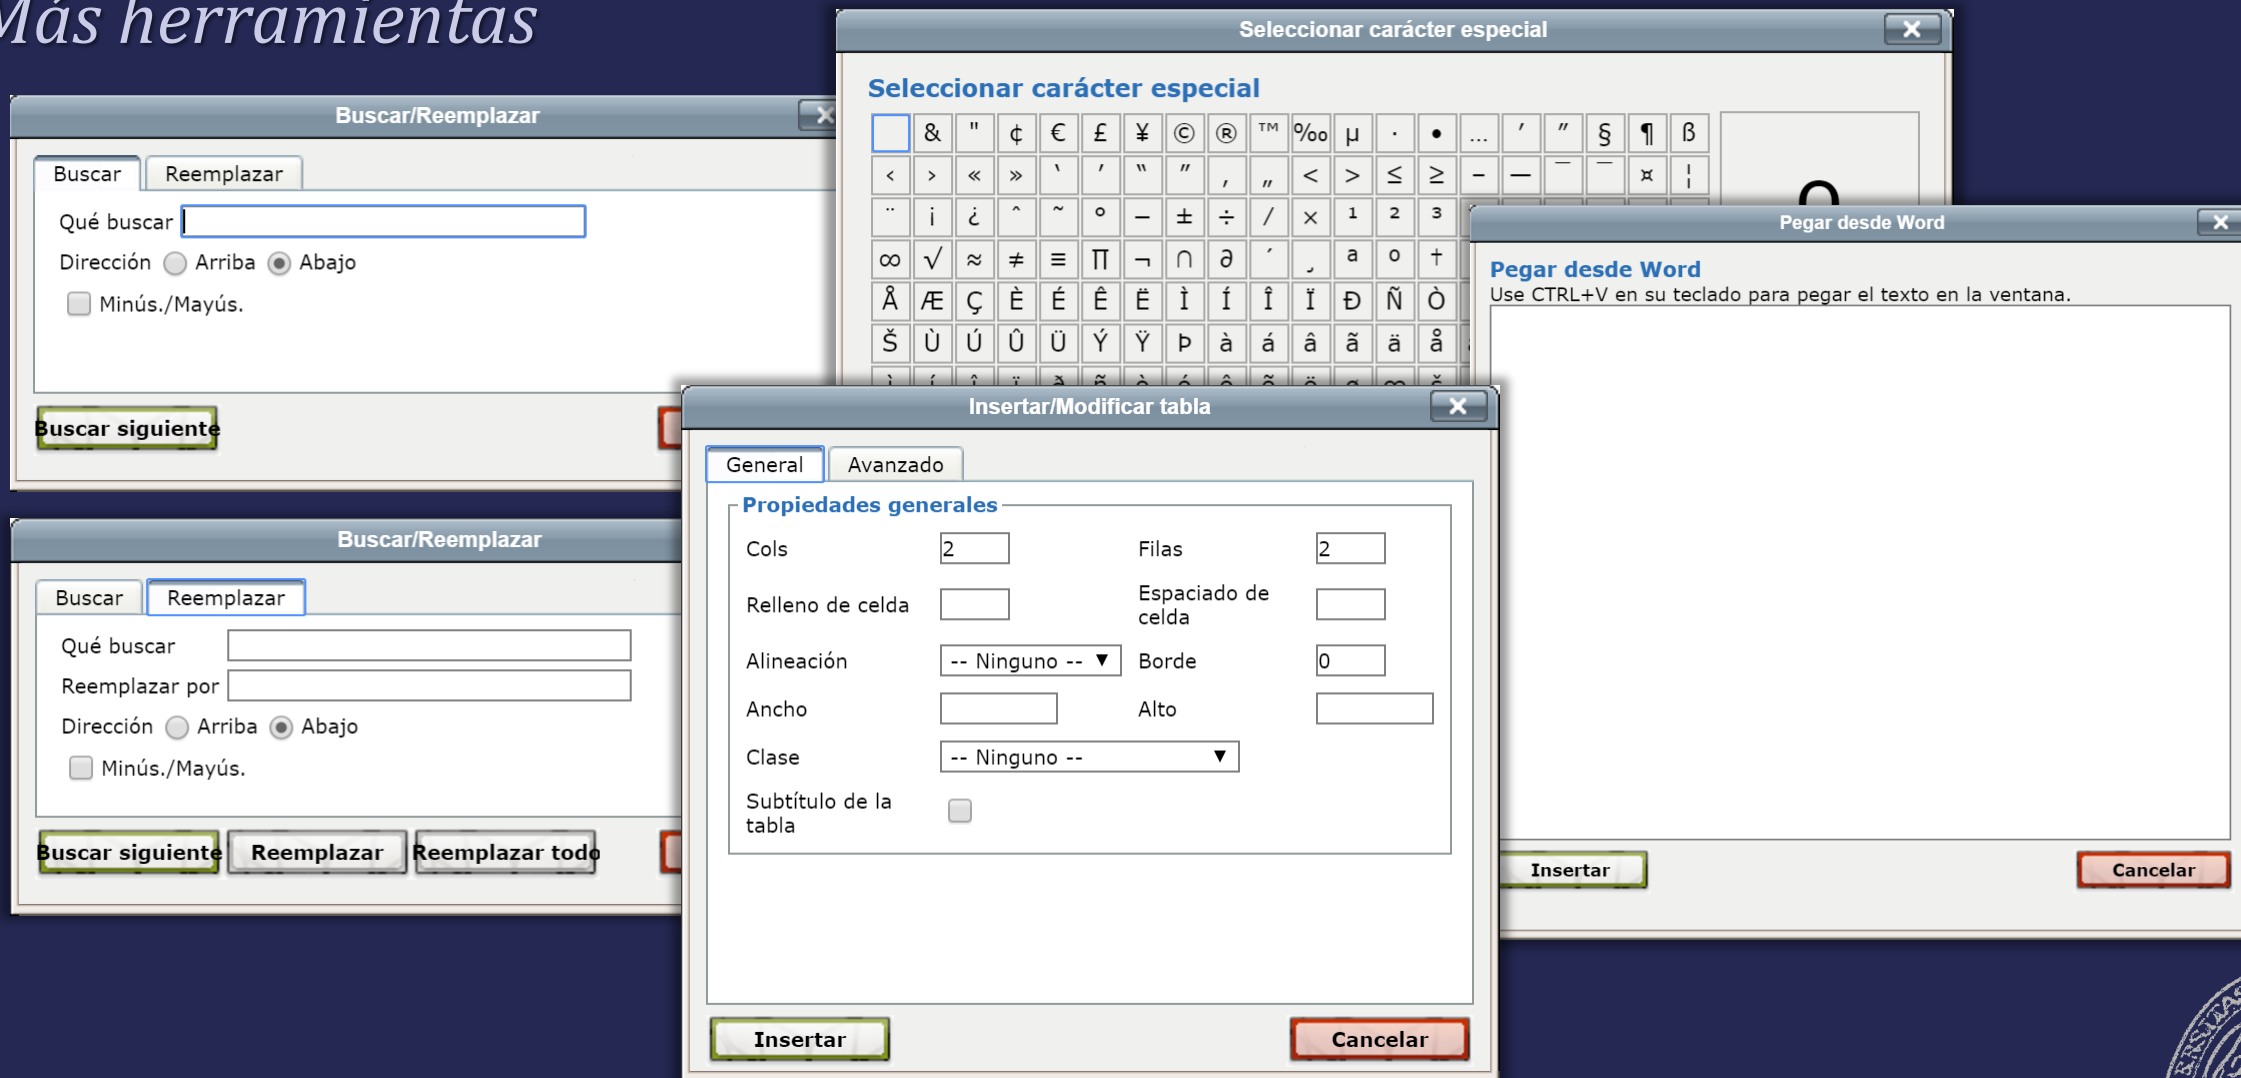 Más herramientas
Buscar/Reemplazar
Buscar Reemplazar
Qué buscar
Dirección Arriba Abajo
Minús./Mayús.
Buscar siguiente
Buscar/Reemplazar
Buscar Reemplazar
Qué buscar
Reemplazar por
Dirección Arriba Abajo
Minús./Mayús.
Buscar siguiente Reemplazar Reemplazar todo
Seleccionar carácter especial
Seleccionar carácter especial
& " ¢ € £ ¥ © ® ™ ‰ µ · • … ′ ″ § ¶ ß
‹ › « » ‘ ’ “ ” ‚ „ < > ≤ ≥ – — ¯ ‾ ¤ ¦
¨ ¡ ¿ ˆ ˜ ° − ± ÷ ⁄ × ¹ ² ³
∞ √ ≈ ≠ ≡ ∏ ¬ ∩ ∂ ´ ¸ ª º †
Å Æ Ç È É Ê Ë Ì Í Î Ï Ð Ñ Ò
Š Ù Ú Û Ü Ý Ÿ Þ à á â ã ä å
Pegar desde Word
Pegar desde Word
Use CTRL+V en su teclado para pegar el texto en la ventana.
Insertar Cancelar
Insertar/Modificar tabla
General Avanzado
Propiedades generales
Cols 2 Filas 2
Relleno de celda Espaciado de celda
Alineación -- Ninguno -- Borde 0
Ancho Alto
Clase -- Ninguno --
Subtítulo de la tabla
Insertar Cancelar